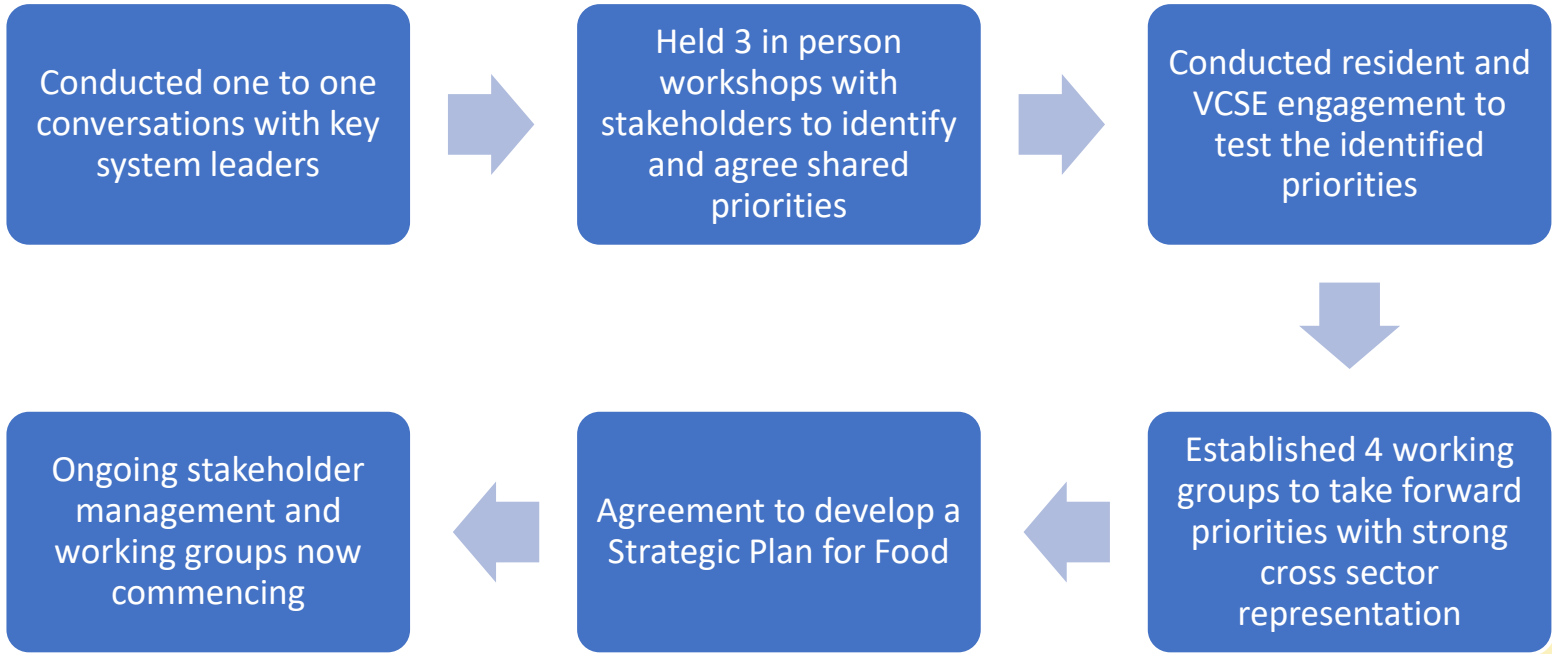 Conducted one to one
conversations with key
system leaders
Held 3 in person
workshops with
stakeholders to identify
and agree shared
priorities
Conducted resident and
VCSE engagement to
test the identified
priorities
Established 4 working
groups to take forward
priorities with strong
cross sector
representation
Agreement to develop a
Strategic Plan for Food
Ongoing stakeholder
management and
working groups now
commencing